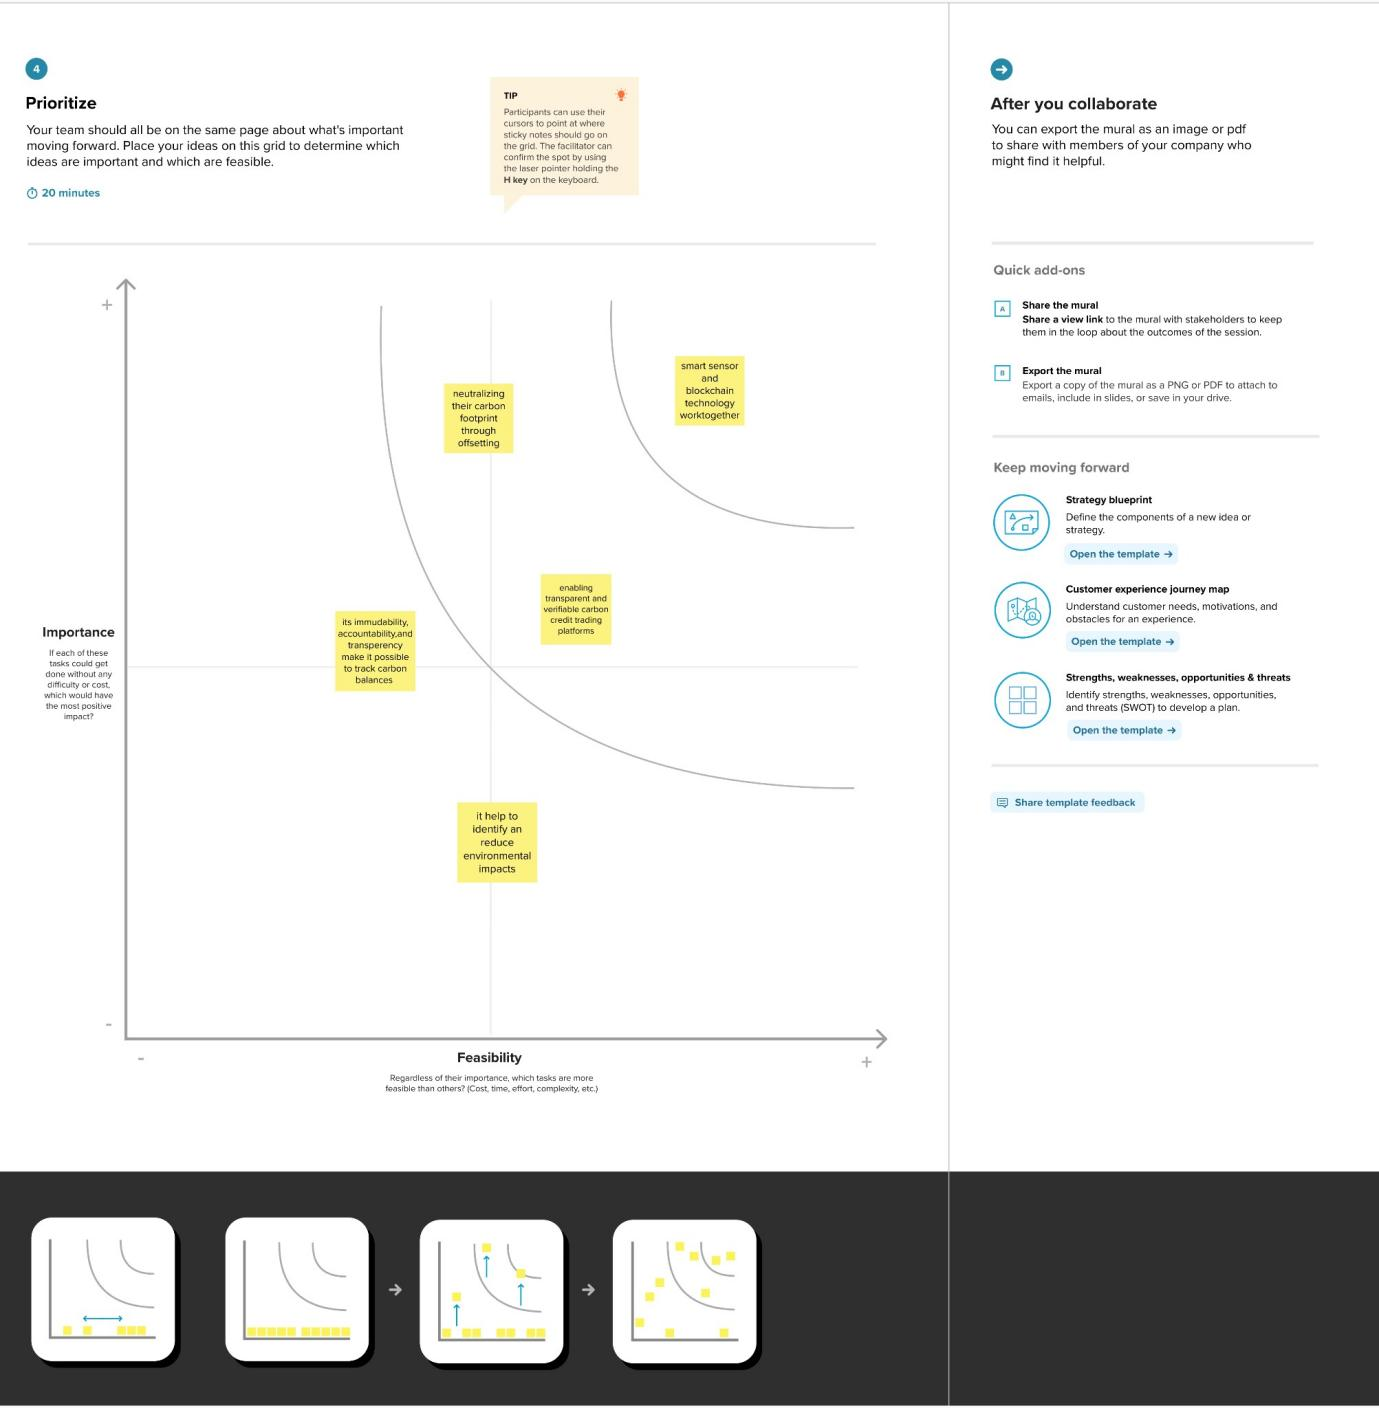 4
Prioritize
Your team should all be on the same page about what's important
moving forward. Place your ideas on this grid to determine which
ideas are important and which are feasible.
20 minutes
TIP
Participants can use their
cursors to point at where
sticky notes should go on
the grid. The facilitator can
confirm the spot by using
the laser pointer holding the
H key on the keyboard.
+
neutralizing
their carbon
footprint
through
offsetting
smart sensor
and
blockchain
technology
worktogether
enabling
transparent and
verifiable carbon
credit trading
platforms
its immudability,
accountability,and
transperency
make it possible
to track carbon
balances
Importance
If each of these
tasks could get
done without any
difficulty or cost,
which would have
the most positive
impact?
it help to
identify an
reduce
environmental
impacts
-
-
Feasibility
+
Regardless of their importance, which tasks are more
feasible than others? (Cost, time, effort, complexity, etc.)
After you collaborate
You can export the mural as an image or pdf
to share with members of your company who
might find it helpful.
Quick add-ons
A
Share the mural
Share a view link to the mural with stakeholders to keep
them in the loop about the outcomes of the session.
B
Export the mural
Export a copy of the mural as a PNG or PDF to attach to
emails, include in slides, or save in your drive.
Keep moving forward
Strategy blueprint
Define the components of a new idea or
strategy.
Open the template →
Customer experience journey map
Understand customer needs, motivations, and
obstacles for an experience.
Open the template →
Strengths, weaknesses, opportunities & threats
Identify strengths, weaknesses, opportunities,
and threats (SWOT) to develop a plan.
Open the template →
Share template feedback